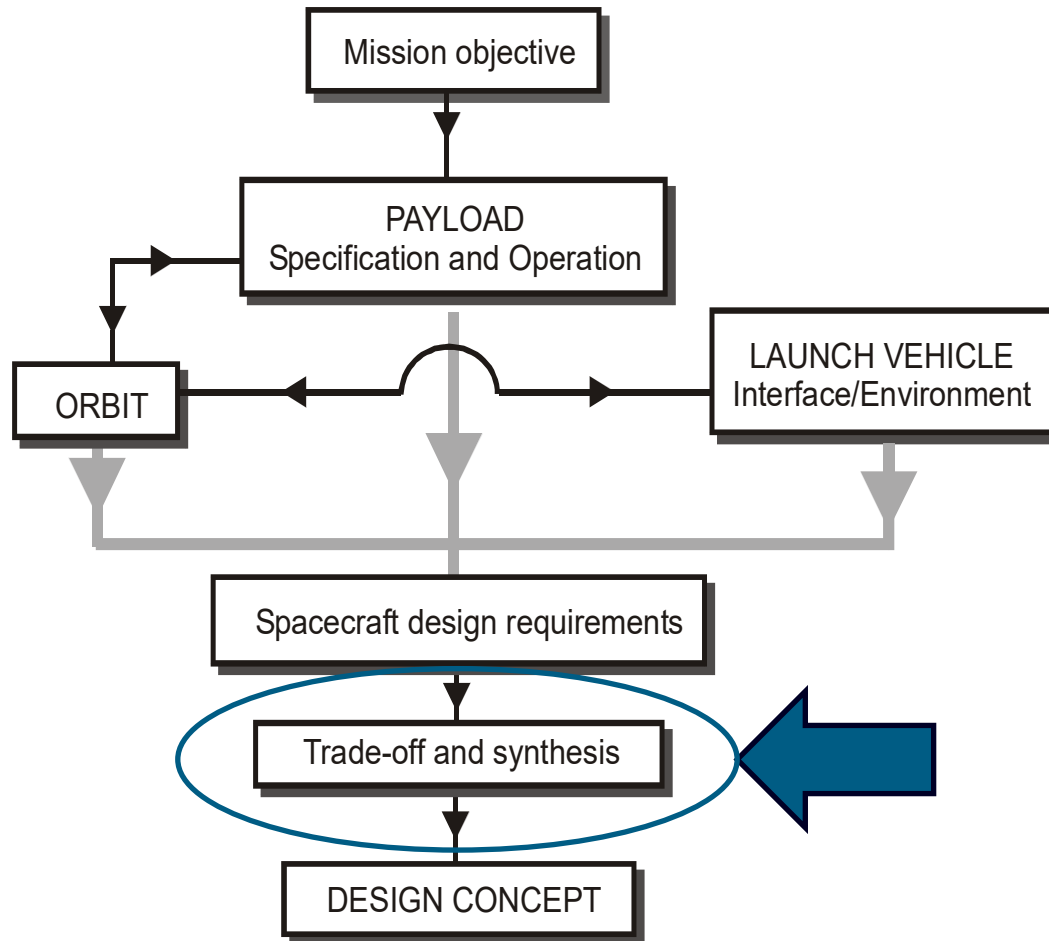 Mission objective
PAYLOAD
Specification and Operation
LAUNCH VEHICLE
Interface/Environment
ORBIT
Spacecraft design requirements
Trade-off and synthesis
DESIGN CONCEPT